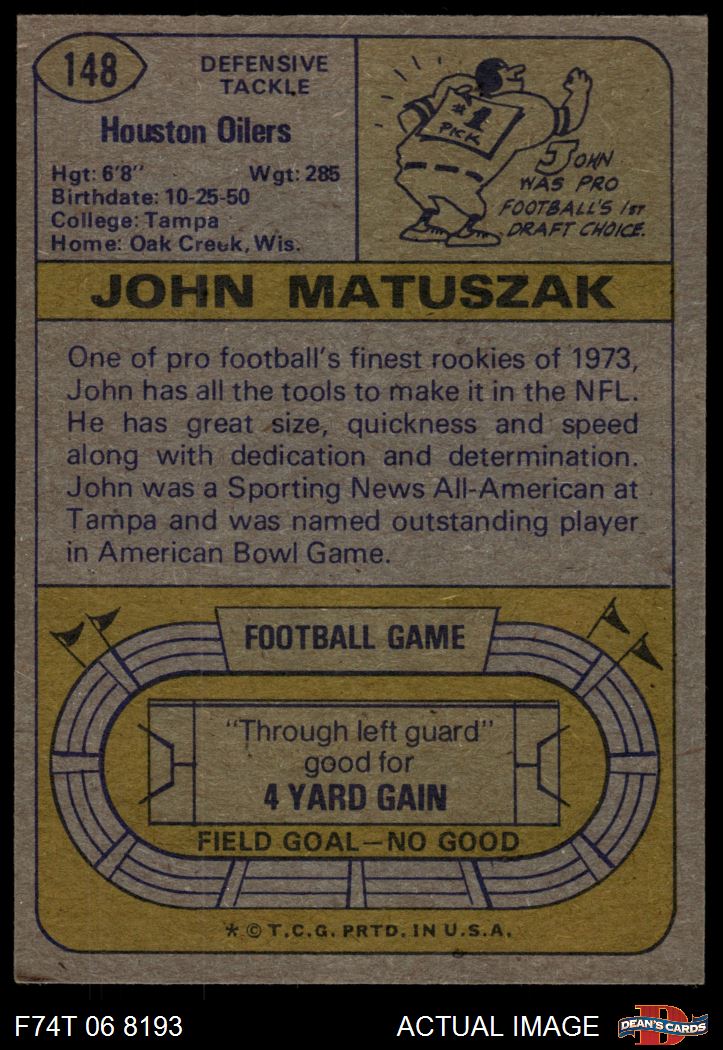 148
DEFENSIVE
TACKLE
Houston Oilers
Hgt: 6'8" Wgt: 285
Birthdate: 10-25-50
College: Tampa
Home: Oak Creek, Wis.
#1
PICK
JOHN
WAS PRO
FOOTBALL'S 1ST
DRAFT CHOICE.
JOHN MATUSZAK
One of pro football's finest rookies of 1973,
John has all the tools to make it in the NFL.
He has great size, quickness and speed
along with dedication and determination.
John was a Sporting News All-American at
Tampa and was named outstanding player
in American Bowl Game.
FOOTBALL GAME
"Through left guard"
good for
4 YARD GAIN
FIELD GOAL—NO GOOD
* © T.C.G. PRTD. IN U.S.A.
F74T 06 8193 ACTUAL IMAGE
D
DEAN'S CARDS